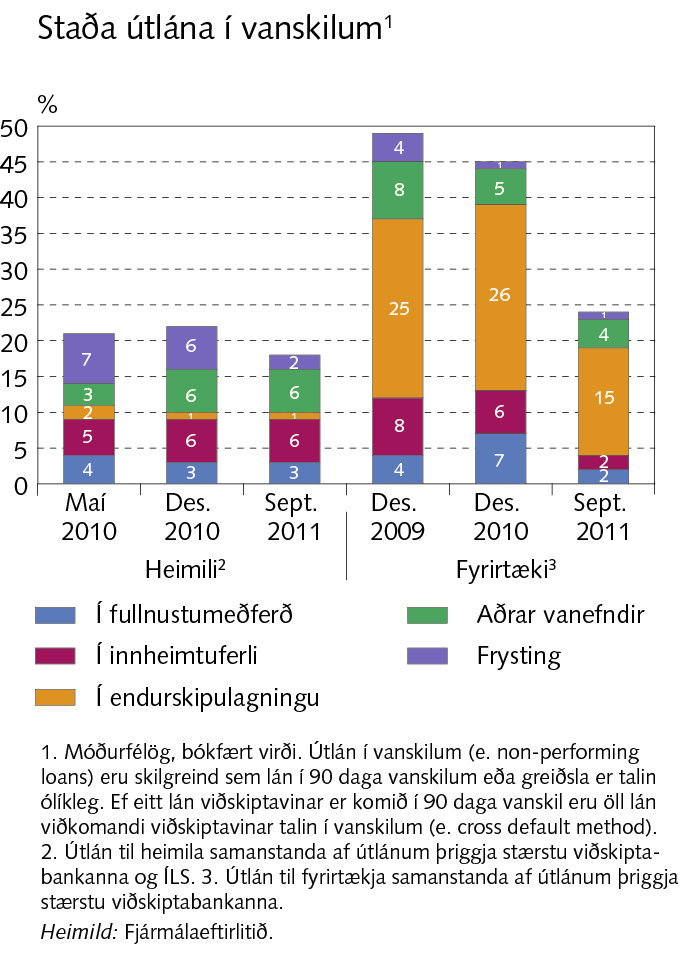 Staða útlána í vanskilum¹
%
50
45
40
35
30
25
20
15
10
5
0
7
3
2
5
4
6
6
1
6
3
2
6
1
6
3
4
8
25
8
4
1
5
26
6
7
1
4
15
2
2
Maí Des. Sept. Des. Des. Sept.
2010 2010 2011 2009 2010 2011
Heimili² Fyrirtæki³
Í fullnustumeðferð Aðrar vanefndir
Í innheimtuferli Frysting
Í endurskipulagningu
1. Móðurfélög, bókfært virði. Útlán í vanskilum (e. non-performing
loans) eru skilgreind sem lán í 90 daga vanskilum eða greiðsla er talin
ólíkleg. Ef eitt lán viðskiptavinar er komið í 90 daga vanskil eru öll lán
viðkomandi viðskiptavinar talin í vanskilum (e. cross default method).
2. Útlán til heimila samanstanda af útlánum þriggja stærstu viðskipta-
bankanna og ÍLS. 3. Útlán til fyrirtækja samanstanda af útlánum þriggja
stærstu viðskiptabankanna.
Heimild: Fjármálaeftirlitið.